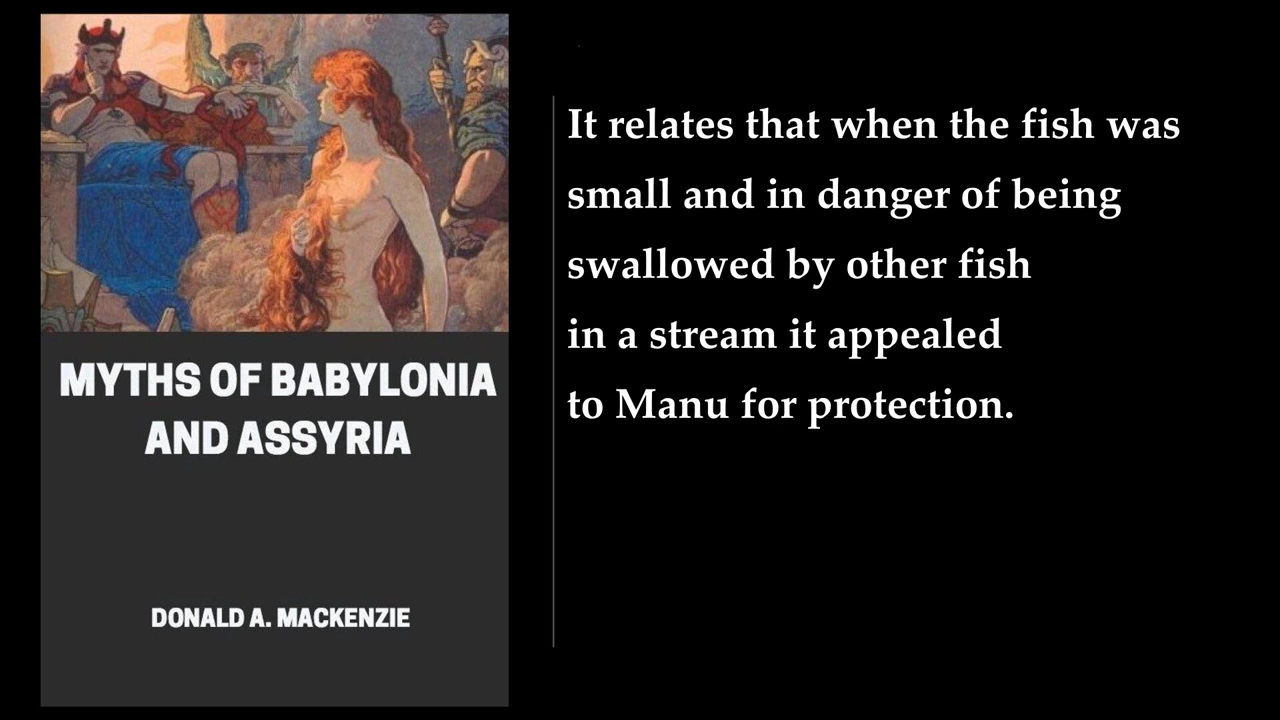 MYTHS OF BABYLONIA
AND ASSYRIA
DONALD A. MACKENZIE
It relates that when the fish was
small and in danger of being
swallowed by other fish
in a stream it appealed
to Manu for protection.